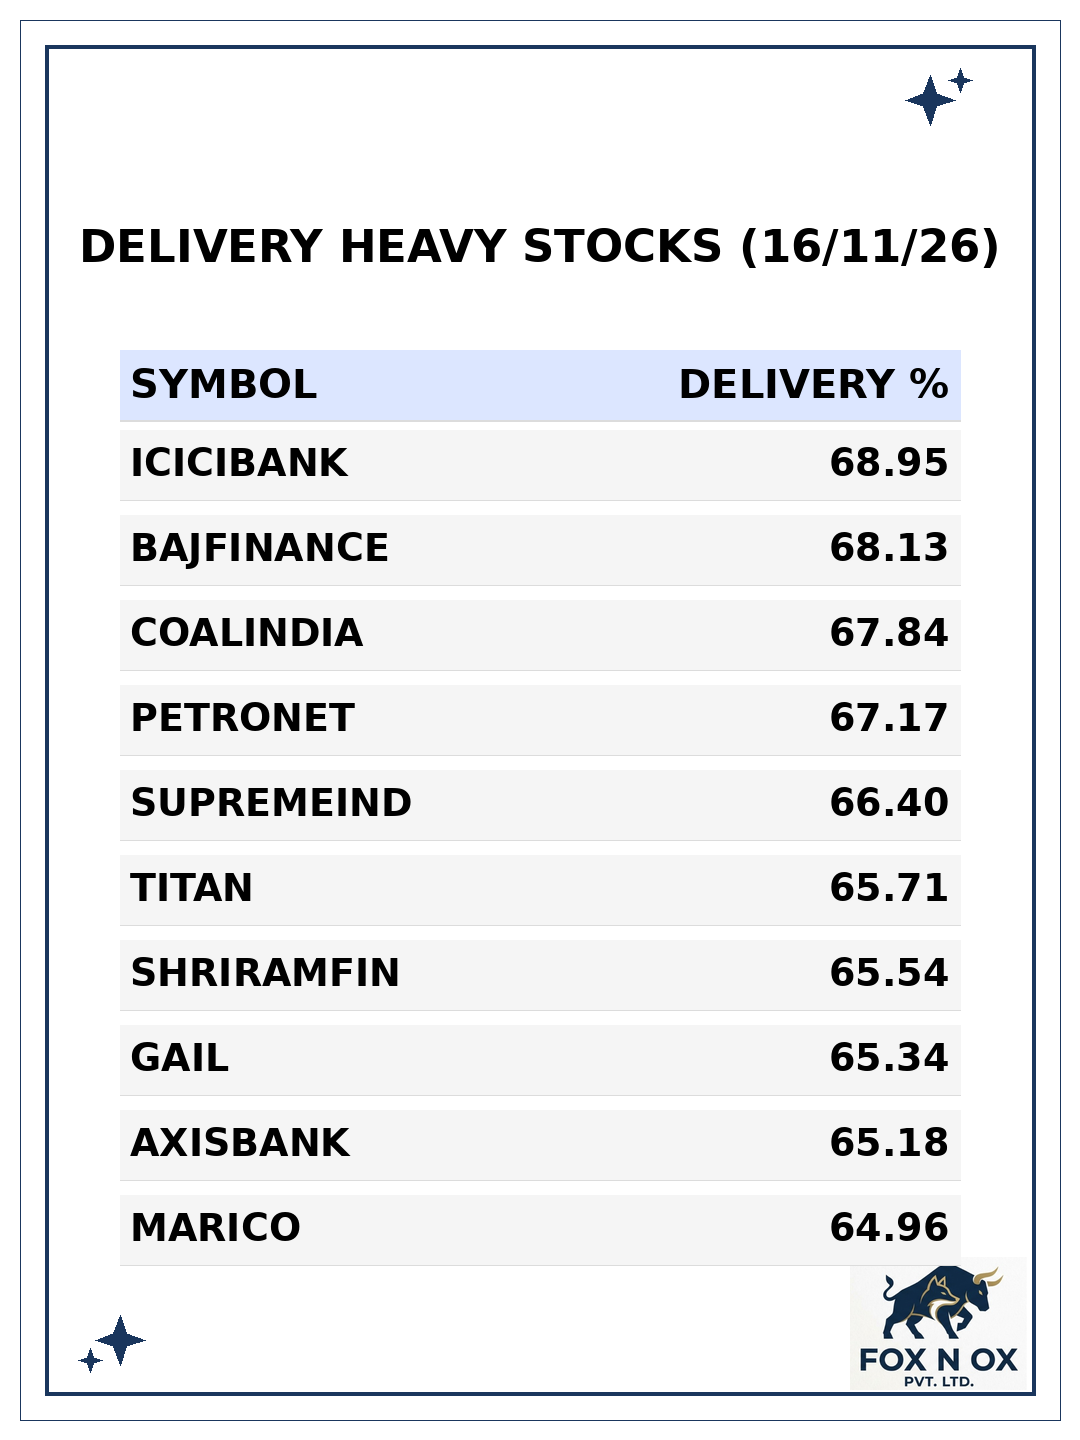 DELIVERY HEAVY STOCKS (16/11/26)
SYMBOL DELIVERY %
ICICIBANK 68.95
BAJFINANCE 68.13
COALINDIA 67.84
PETRONET 67.17
SUPREMEIND 66.40
TITAN 65.71
SHRIRAMFIN 65.54
GAIL 65.34
AXISBANK 65.18
MARICO 64.96
FOX N OX
PVT. LTD.